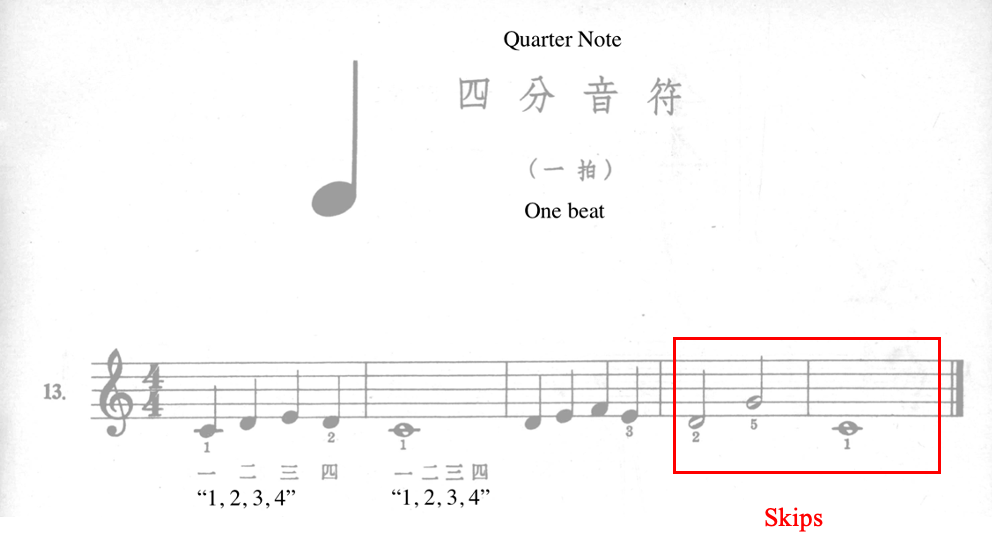 Quarter Note
四分音符
(一拍)
One beat
13.
4
4
1 2 1 3 2 5 1
一 二 三 四 一 二 三 四
“1, 2, 3, 4” “1, 2, 3, 4”
Skips